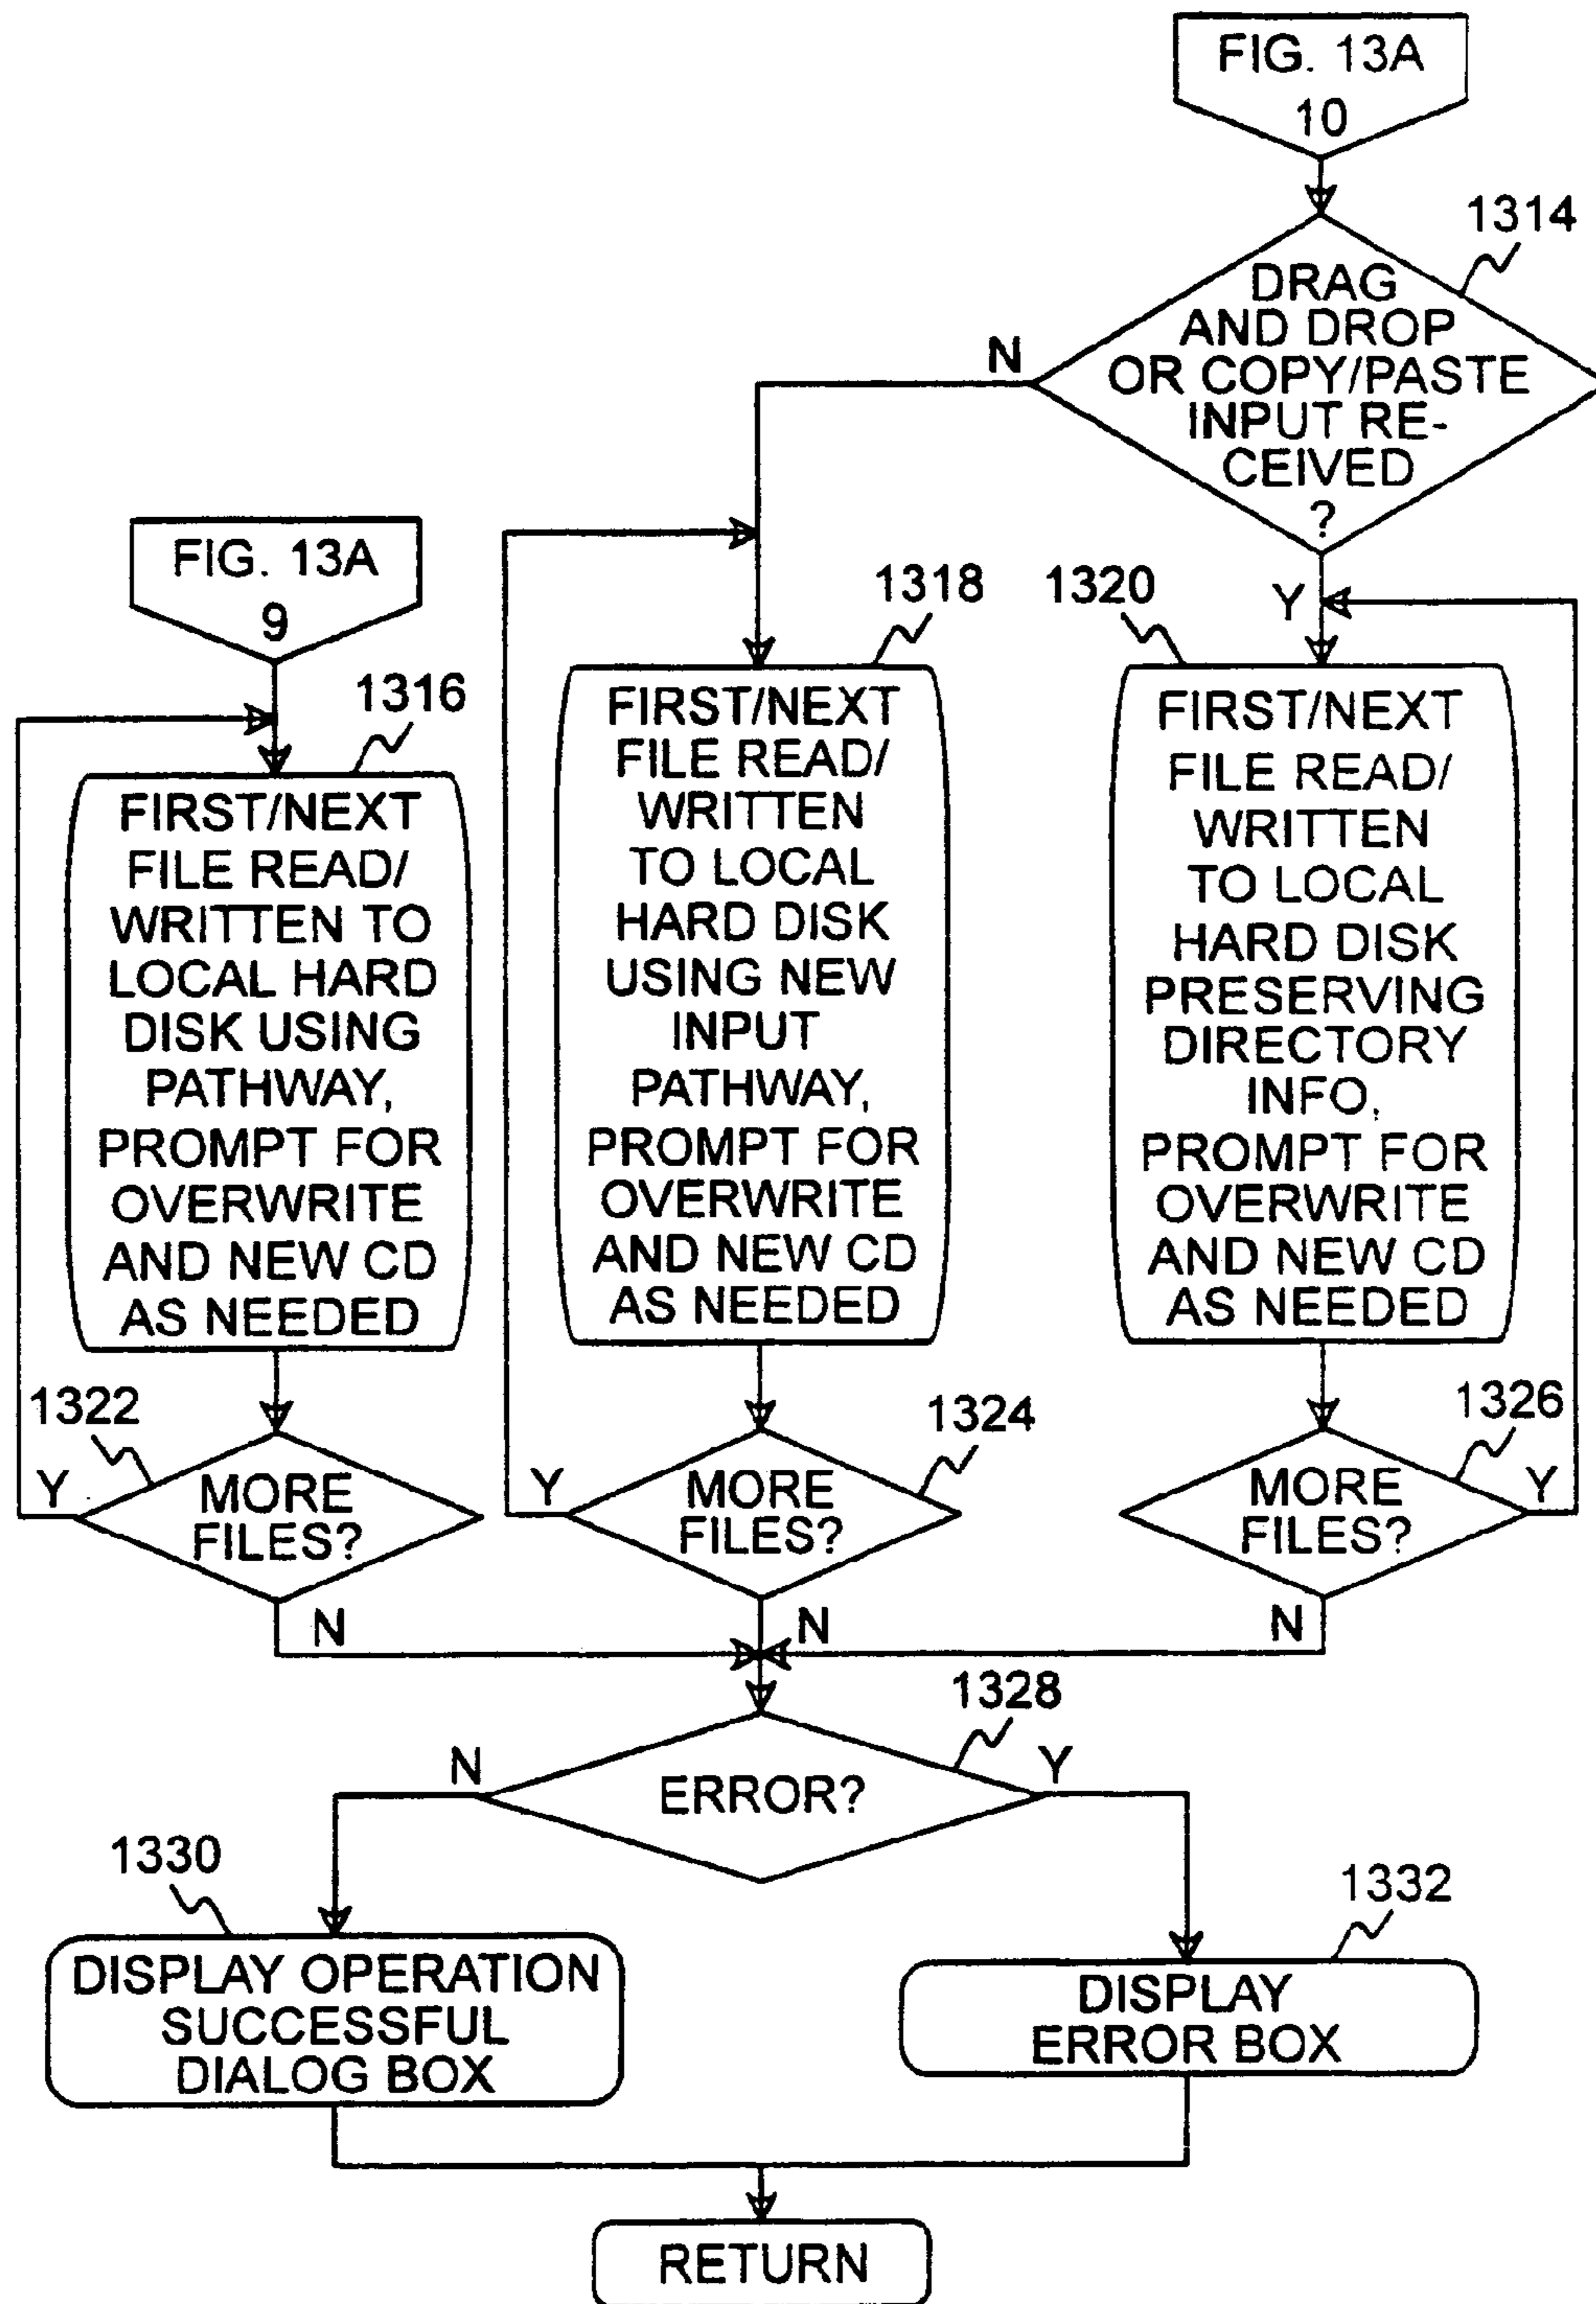 FIG. 13A
10
1314
DRAG
AND DROP
OR COPY/PASTE
INPUT RE-
CEIVED
?
N
Y
FIG. 13A
9
1316
FIRST/NEXT
FILE READ/
WRITTEN TO
LOCAL HARD
DISK USING
PATHWAY,
PROMPT FOR
OVERWRITE
AND NEW CD
AS NEEDED
1318
FIRST/NEXT
FILE READ/
WRITTEN
TO LOCAL
HARD DISK
USING NEW
INPUT
PATHWAY,
PROMPT FOR
OVERWRITE
AND NEW CD
AS NEEDED
1320
FIRST/NEXT
FILE READ/
WRITTEN
TO LOCAL
HARD DISK
PRESERVING
DIRECTORY
INFO,
PROMPT FOR
OVERWRITE
AND NEW CD
AS NEEDED
1322
Y
MORE
FILES?
N
1324
Y
MORE
FILES?
N
1326
MORE
FILES?
Y
N
1328
N
ERROR?
Y
1330
DISPLAY OPERATION
SUCCESSFUL
DIALOG BOX
1332
DISPLAY
ERROR BOX
RETURN